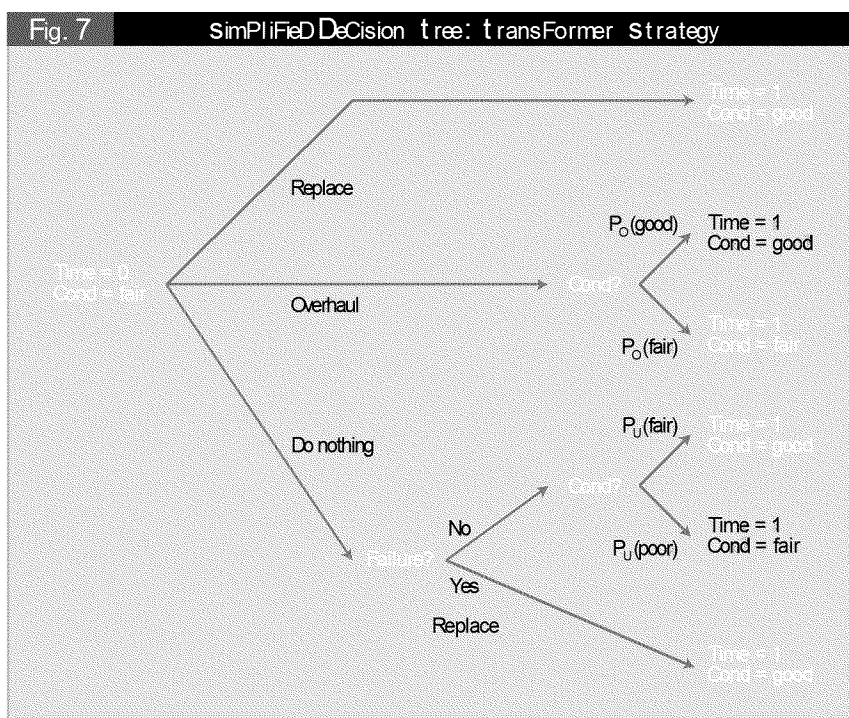 Fig. 7
simPliFieD DeCision tree: transFormer strategy
Time = 1
Cond = good
Replace
P_O(good)
Time = 1
Cond = good
Time = 0
Cond = fair
Cond?
Overhaul
Time = 1
Cond = fair
P_O(fair)
P_U(fair)
Time = 1
Cond = good
Do nothing
Cond?
No
Time = 1
Cond = fair
P_U(poor)
Failure?
Yes
Replace
Time = 1
Cond = good